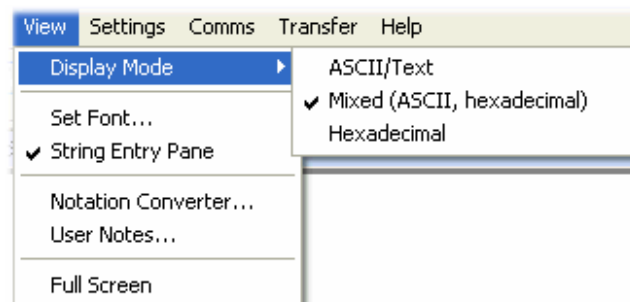 View Settings Comms Transfer Help
Display Mode
ASCII/Text
Mixed (ASCII, hexadecimal)
Hexadecimal
Set Font...
String Entry Pane
Notation Converter...
User Notes...
Full Screen